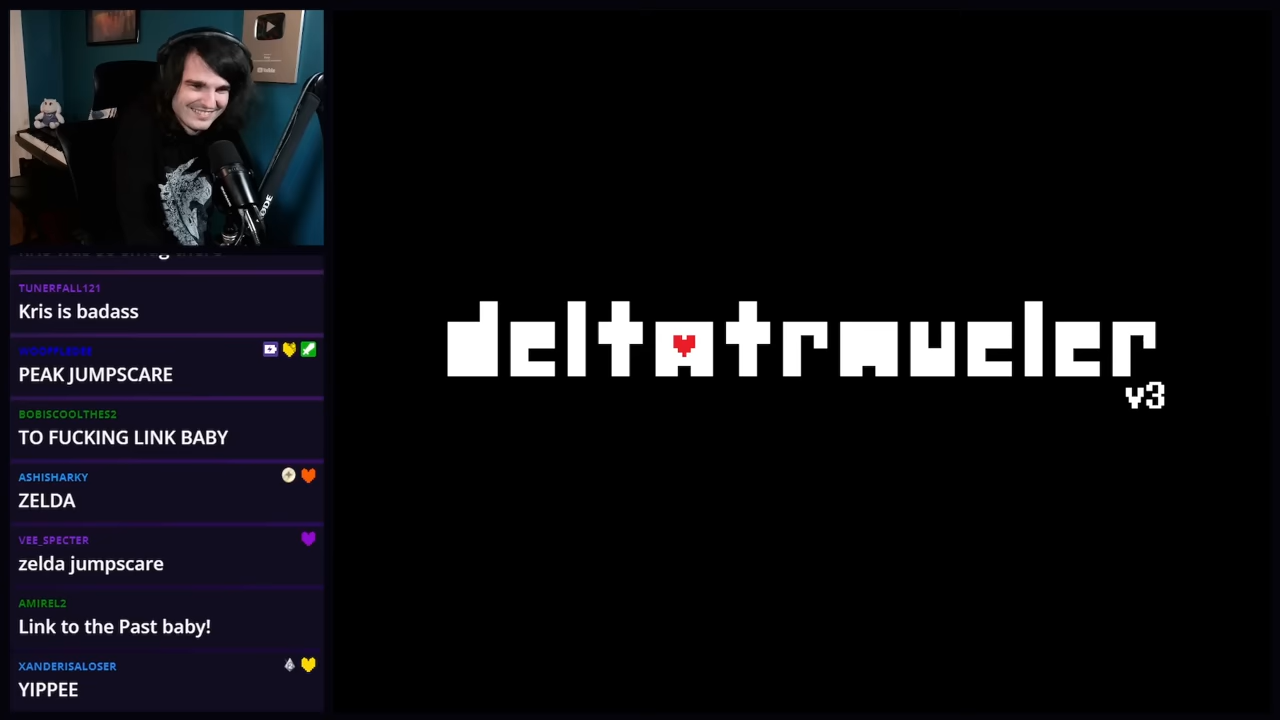 TUNERFALL121
Kris is badass
PEAK JUMPSCARE
BOBISCOOLTHES2
TO FUCKING LINK BABY
ASHISHARKY
ZELDA
VEE_SPECTER
zelda jumpscare
AMIREL2
Link to the Past baby!
XANDERISALOSER
YIPPEE
deltatraveler
v3